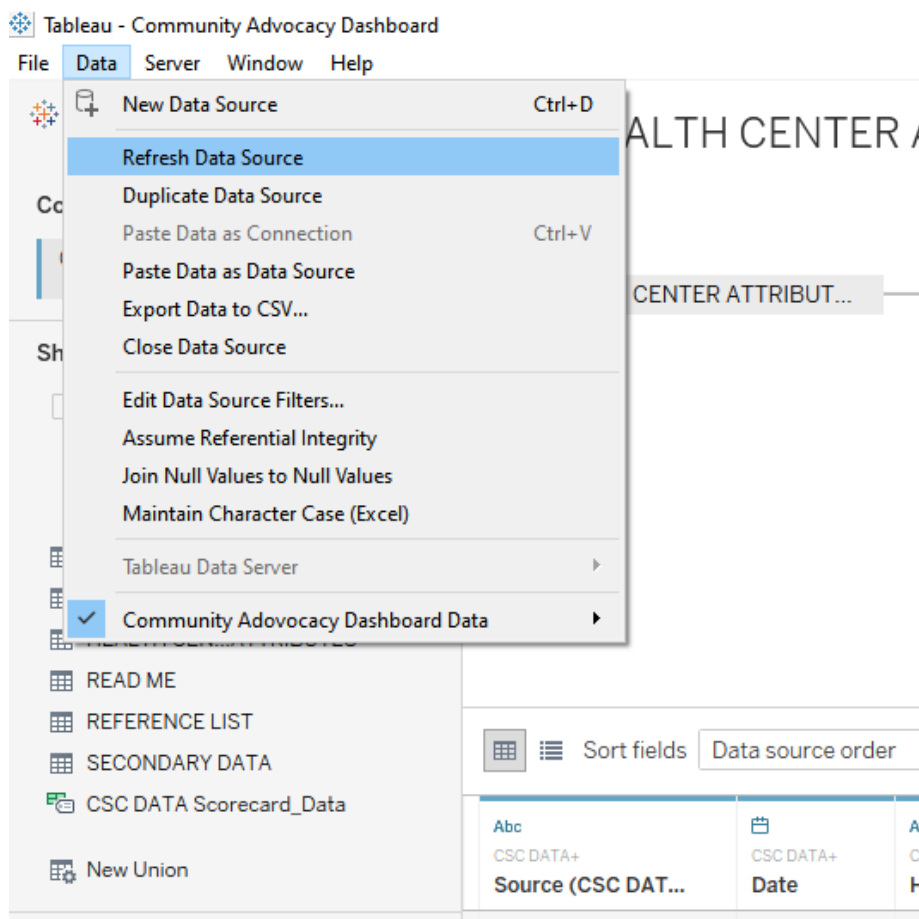 Tableau - Community Advocacy Dashboard
File Data Server Window Help
New Data Source Ctrl+D
ALTH CENTER
Refresh Data Source
Duplicate Data Source
Co
Paste Data as Connection Ctrl+V
Paste Data as Data Source
CENTER ATTRIBUT...
Export Data to CSV...
Close Data Source
Sh
Edit Data Source Filters...
Assume Referential Integrity
Join Null Values to Null Values
Maintain Character Case (Excel)
Tableau Data Server
Community Adovocacy Dashboard Data
READ ME
REFERENCE LIST
Sort fields Data source order
SECONDARY DATA
CSC DATA Scorecard_Data
Abc
CSC DATA+ CSC DATA+
New Union
Source (CSC DAT... Date